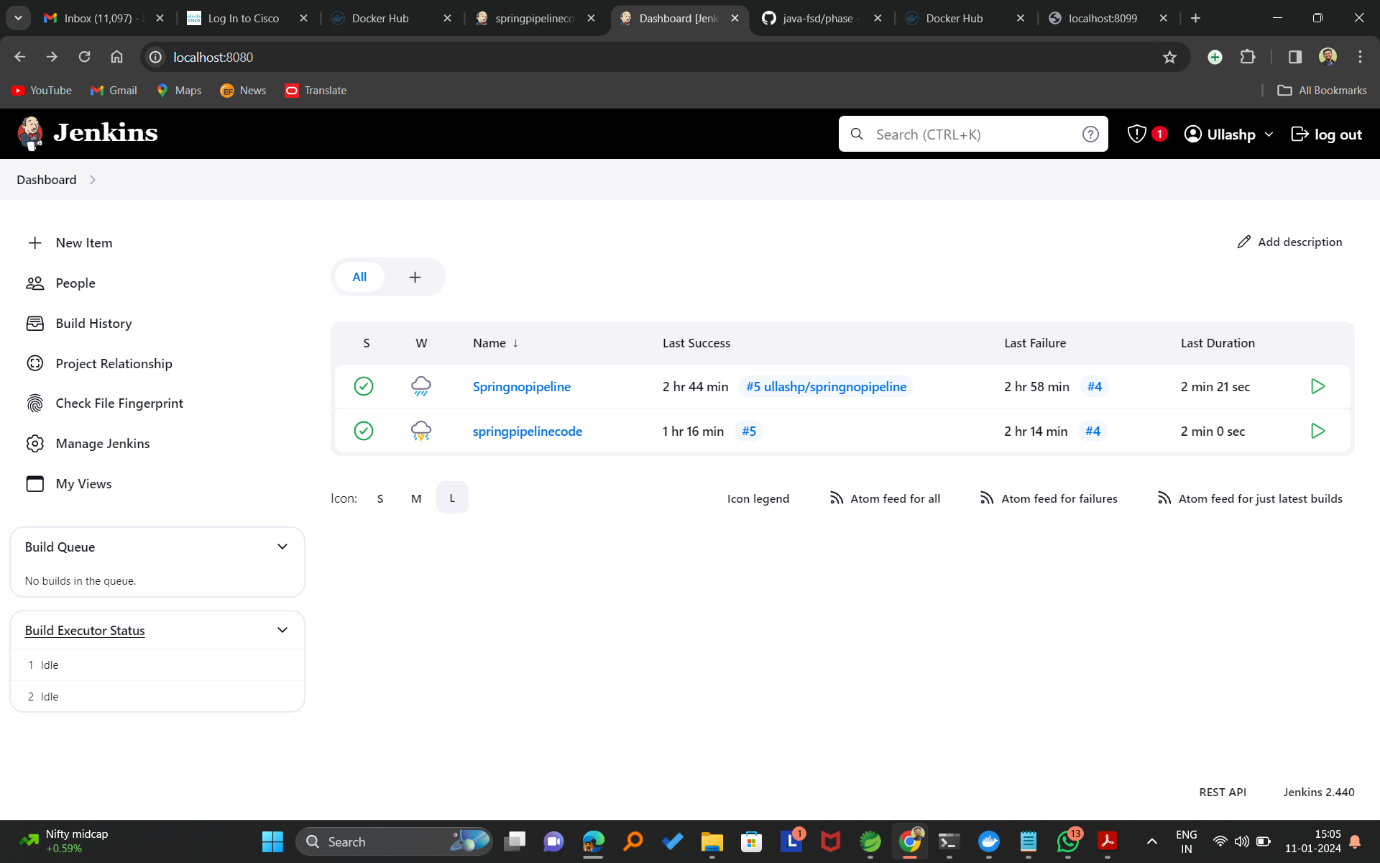 Inbox (11,097) -
Log In to Cisco
Docker Hub
springpipelineco
Dashboard [Jenk
java-fsd/phase
Docker Hub
localhost:8099
localhost:8080
YouTube
Gmail
Maps
News
Translate
All Bookmarks
Jenkins
Search (CTRL+K)
1
Ullashp
log out
Dashboard
New Item
People
Build History
Project Relationship
Check File Fingerprint
Manage Jenkins
My Views
Add description
All
+
S W Name ↓ Last Success Last Failure Last Duration
Springnopipeline 2 hr 44 min #5 ullashp/springnopipeline 2 hr 58 min #4 2 min 21 sec
springpipelinecode 1 hr 16 min #5 2 hr 14 min #4 2 min 0 sec
Icon: S M L
Icon legend
Atom feed for all
Atom feed for failures
Atom feed for just latest builds
Build Queue
No builds in the queue.
Build Executor Status
1 Idle
2 Idle
REST API
Jenkins 2.440
Nifty midcap
+0.59%
Search
1
13
ENG
IN
15:05
11-01-2024